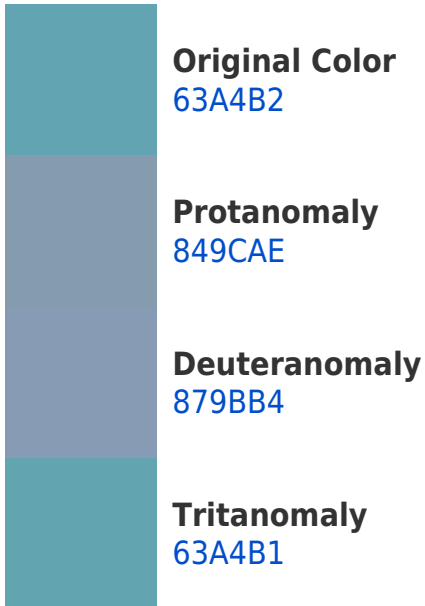 Original Color
63A4B2
Protanomaly
849CAE
Deuteranomaly
879BB4
Tritanomaly
63A4B1